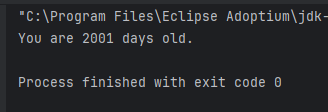 "C:\Program Files\Eclipse Adoptium\jdk-
You are 2001 days old.
Process finished with exit code 0